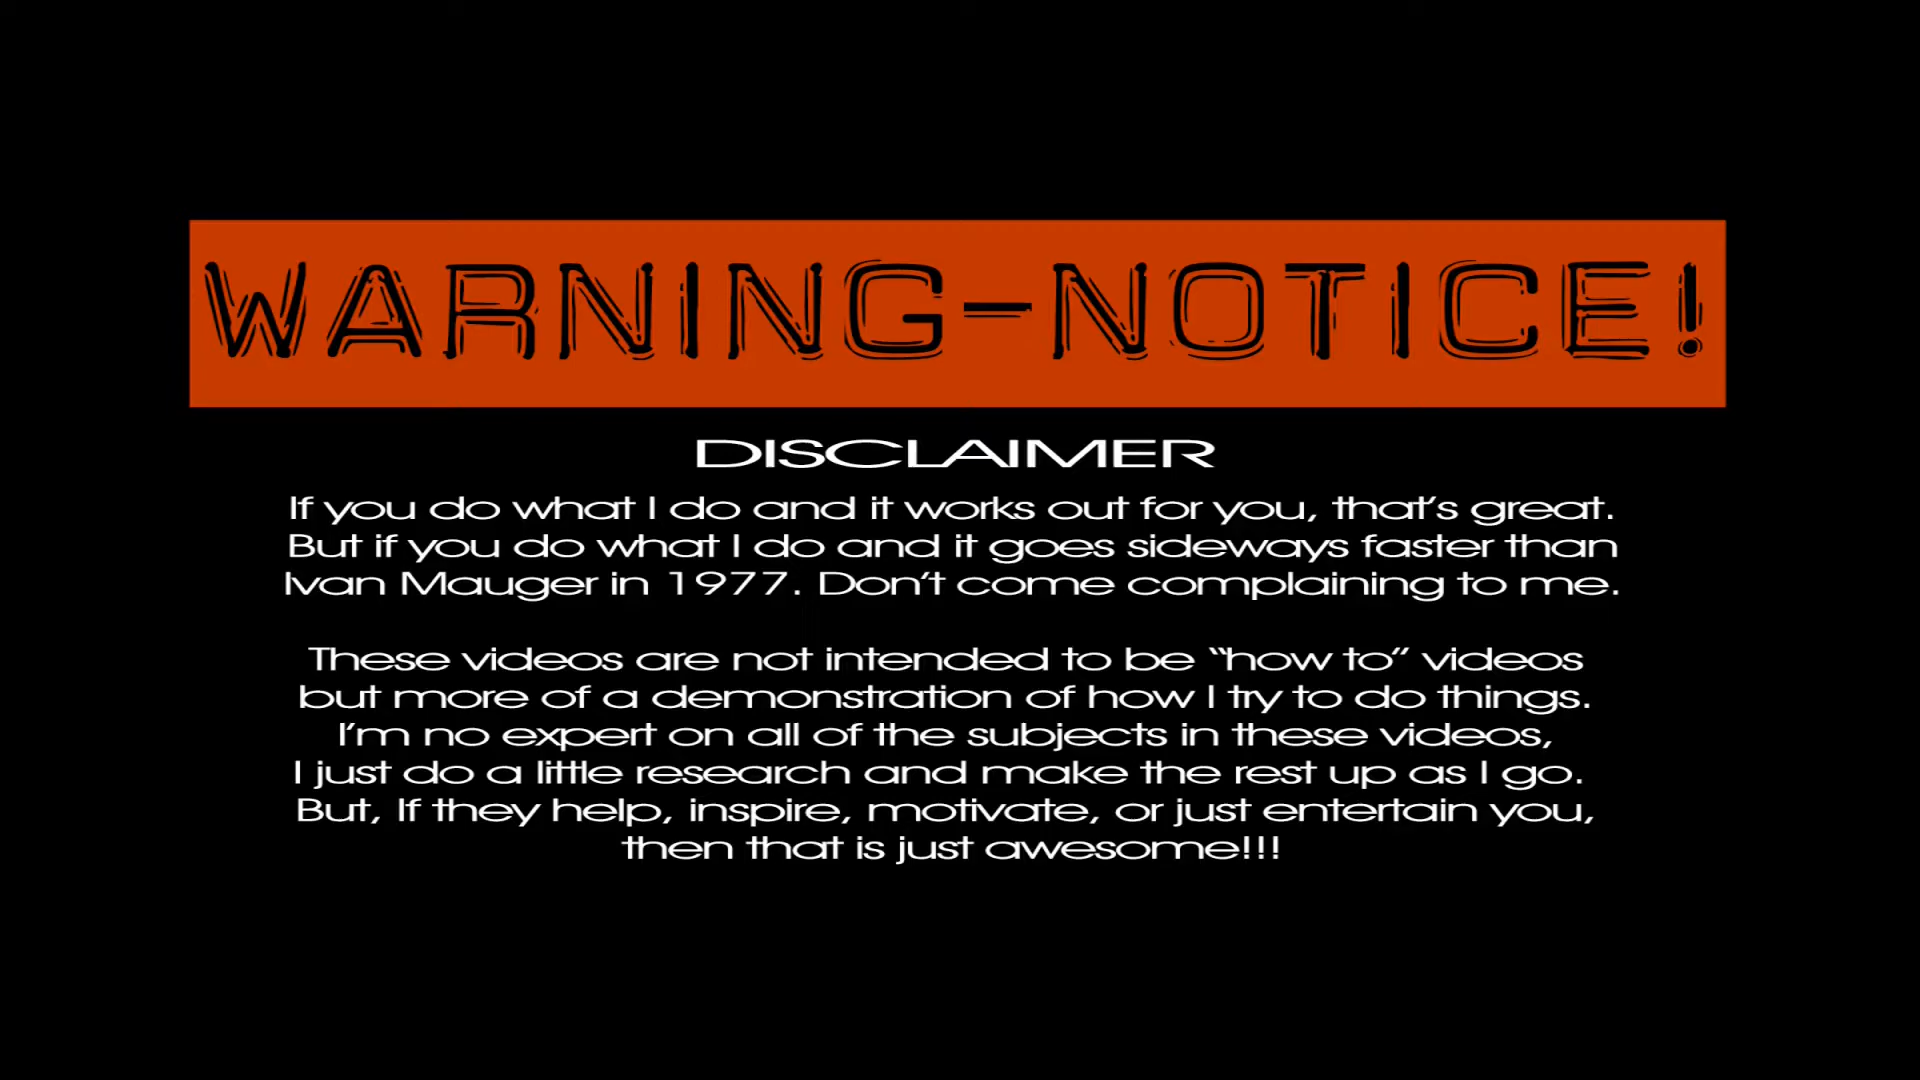 WARNING-NOTICE!
DISCLAIMER
If you do what I do and it works out for you, that's great.
But if you do what I do and it goes sideways faster than
Ivan Mauger in 1977. Don't come complaining to me.
These videos are not intended to be “how to” videos
but more of a demonstration of how I try to do things.
I'm no expert on all of the subjects in these videos,
I just do a little research and make the rest up as I go.
But, If they help, inspire, motivate, or just entertain you,
then that is just awesome!!!